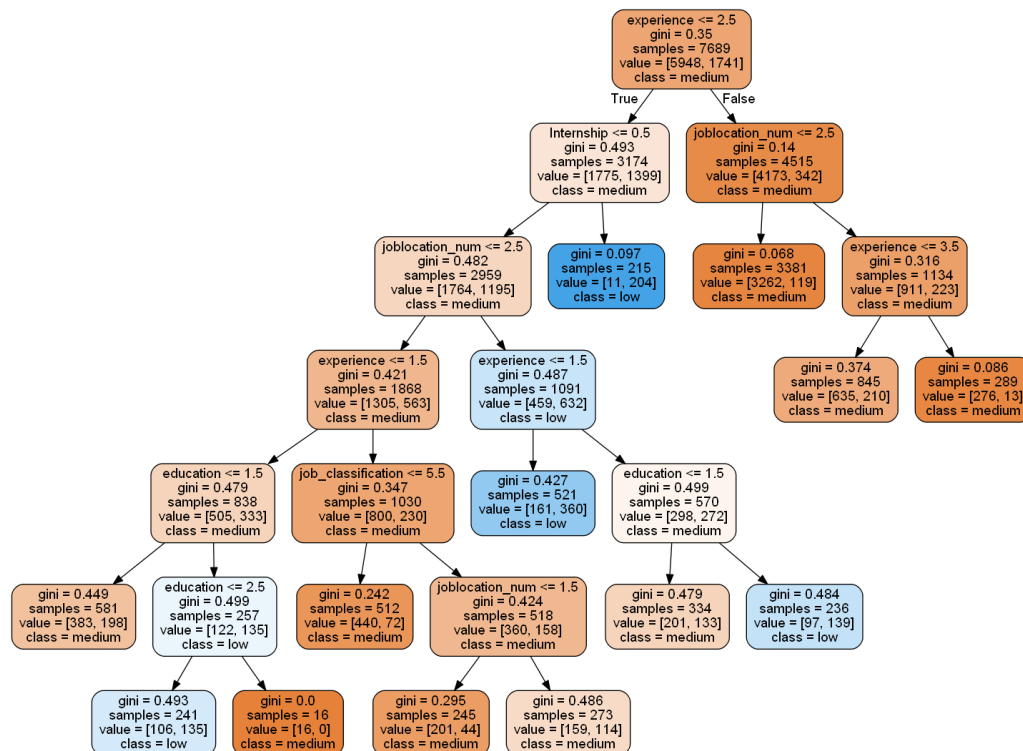 experience <= 2.5
gini = 0.35
samples = 7689
value = [5948, 1741]
class = medium
True
False
Internship <= 0.5
gini = 0.493
samples = 3174
value = [1775, 1399]
class = medium
joblocation_num <= 2.5
gini = 0.14
samples = 4515
value = [4173, 342]
class = medium
joblocation_num <= 2.5
gini = 0.482
samples = 2959
value = [1764, 1195]
class = medium
gini = 0.097
samples = 215
value = [11, 204]
class = low
gini = 0.068
samples = 3381
value = [3262, 119]
class = medium
experience <= 3.5
gini = 0.316
samples = 1134
value = [911, 223]
class = medium
experience <= 1.5
gini = 0.421
samples = 1868
value = [1305, 563]
class = medium
experience <= 1.5
gini = 0.487
samples = 1091
value = [459, 632]
class = low
gini = 0.374
samples = 845
value = [635, 210]
class = medium
gini = 0.086
samples = 289
value = [276, 13]
class = medium
education <= 1.5
gini = 0.479
samples = 838
value = [505, 333]
class = medium
job_classification <= 5.5
gini = 0.347
samples = 1030
value = [800, 230]
class = medium
gini = 0.427
samples = 521
value = [161, 360]
class = low
education <= 1.5
gini = 0.499
samples = 570
value = [298, 272]
class = medium
gini = 0.449
samples = 581
value = [383, 198]
class = medium
education <= 2.5
gini = 0.499
samples = 257
value = [122, 135]
class = low
gini = 0.242
samples = 512
value = [440, 72]
class = medium
joblocation_num <= 1.5
gini = 0.424
samples = 518
value = [360, 158]
class = medium
gini = 0.479
samples = 334
value = [201, 133]
class = medium
gini = 0.484
samples = 236
value = [97, 139]
class = low
gini = 0.493
samples = 241
value = [106, 135]
class = low
gini = 0.0
samples = 16
value = [16, 0]
class = medium
gini = 0.295
samples = 245
value = [201, 44]
class = medium
gini = 0.486
samples = 273
value = [159, 114]
class = medium